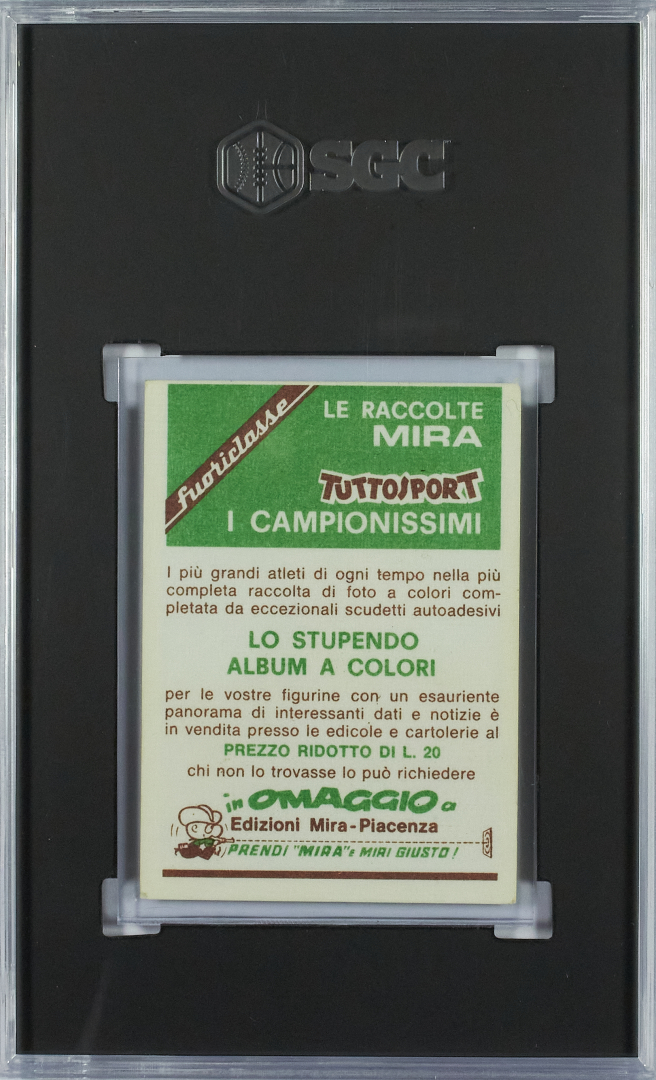 SGC
fuoriclasse
LE RACCOLTE
MIRA
TUTTOSPORT
I CAMPIONISSIMI
I più grandi atleti di ogni tempo nella più
completa raccolta di foto a colori com-
pletata da eccezionali scudetti autoadesivi
LO STUPENDO
ALBUM A COLORI
per le vostre figurine con un esauriente
panorama di interessanti dati e notizie è
in vendita presso le edicole e cartolerie al
PREZZO RIDOTTO DI L. 20
chi non lo trovasse lo può richiedere
in OMAGGIO a
Edizioni Mira-Piacenza
PRENDI "MIRA" e MIRI GIUSTO!